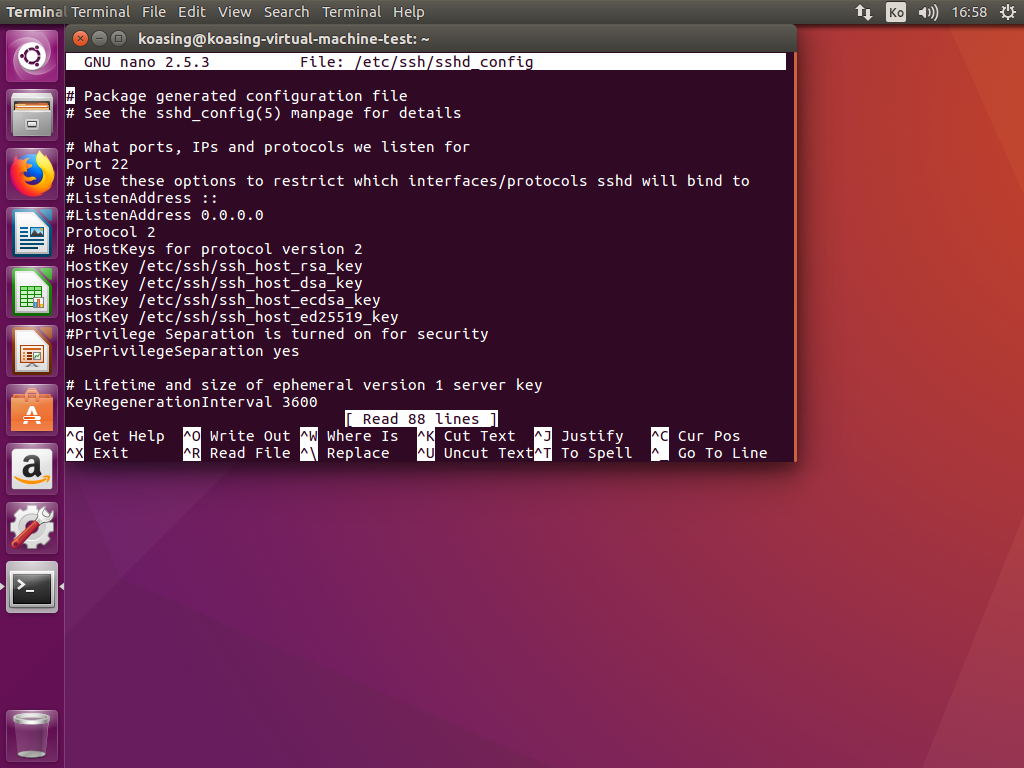 Terminal Terminal File Edit View Search Terminal Help Ko 16:58
koasing@koasing-virtual-machine-test: ~
GNU nano 2.5.3 File: /etc/ssh/sshd_config
# Package generated configuration file
# See the sshd_config(5) manpage for details
# What ports, IPs and protocols we listen for
Port 22
# Use these options to restrict which interfaces/protocols sshd will bind to
#ListenAddress ::
#ListenAddress 0.0.0.0
Protocol 2
# HostKeys for protocol version 2
HostKey /etc/ssh/ssh_host_rsa_key
HostKey /etc/ssh/ssh_host_dsa_key
HostKey /etc/ssh/ssh_host_ecdsa_key
HostKey /etc/ssh/ssh_host_ed25519_key
#Privilege Separation is turned on for security
UsePrivilegeSeparation yes
# Lifetime and size of ephemeral version 1 server key
KeyRegenerationInterval 3600
[ Read 88 lines ]
^G Get Help ^O Write Out ^W Where Is ^K Cut Text ^J Justify ^C Cur Pos
^X Exit ^R Read File ^\ Replace ^U Uncut Text ^T To Spell ^_ Go To Line